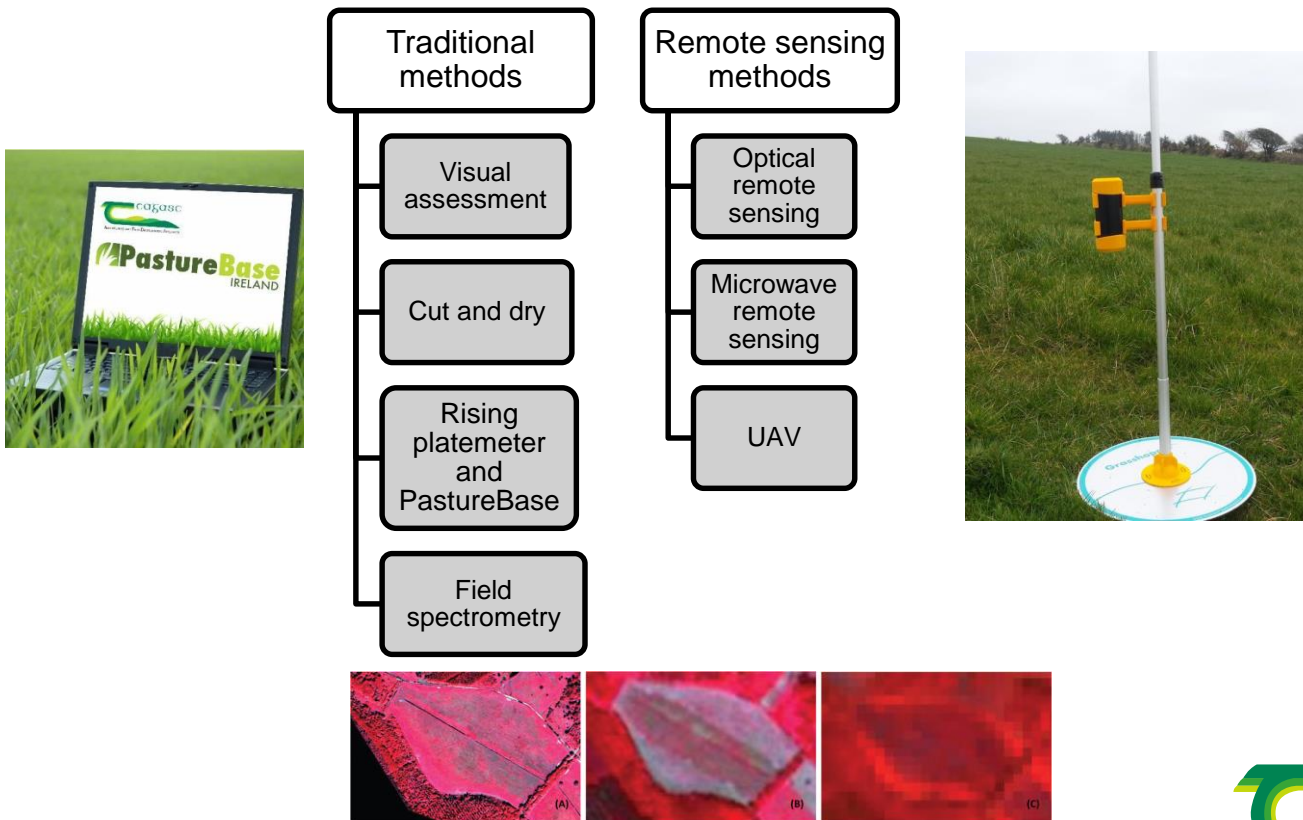 Traditional
methods
Visual
assessment
Cut and dry
Rising
platemeter
and
PastureBase
Field
spectrometry
Remote sensing
methods
Optical
remote
sensing
Microwave
remote
sensing
UAV
eagasc
PastureBase
IRELAND
(A)
(B)
(C)